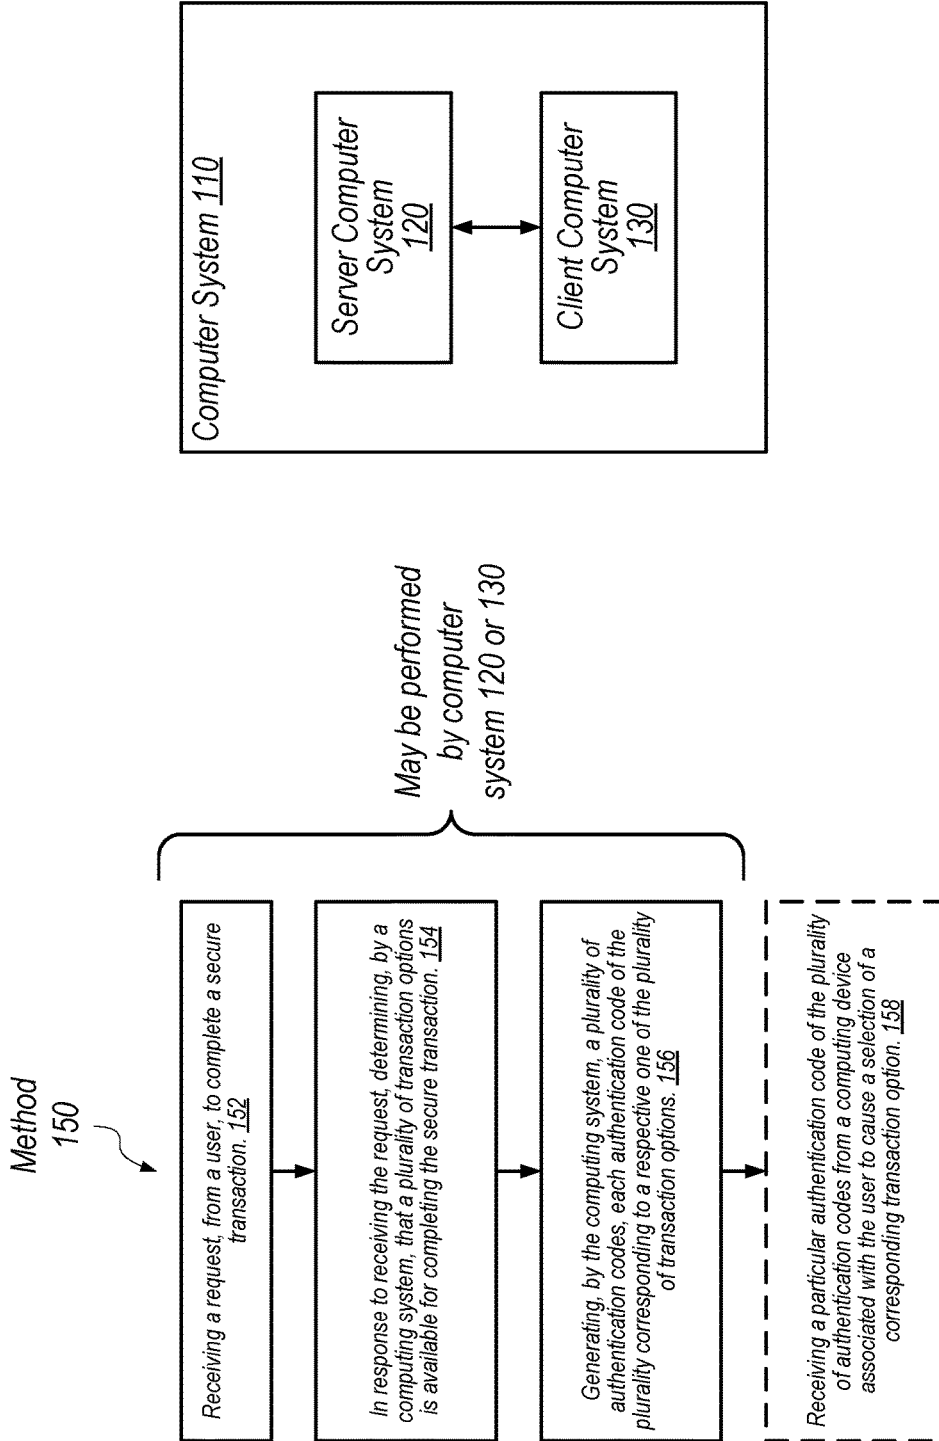 Method
150
Receiving a request, from a user, to complete a secure
transaction. 152
In response to receiving the request, determining, by a
computing system, that a plurality of transaction options
is available for completing the secure transaction. 154
Generating, by the computing system, a plurality of
authentication codes, each authentication code of the
plurality corresponding to a respective one of the plurality
of transaction options. 156
Receiving a particular authentication code of the plurality
of authentication codes from a computing device
associated with the user to cause a selection of a
corresponding transaction option. 158
May be performed
by computer
system 120 or 130
Computer System 110
Server Computer
System
120
Client Computer
System
130